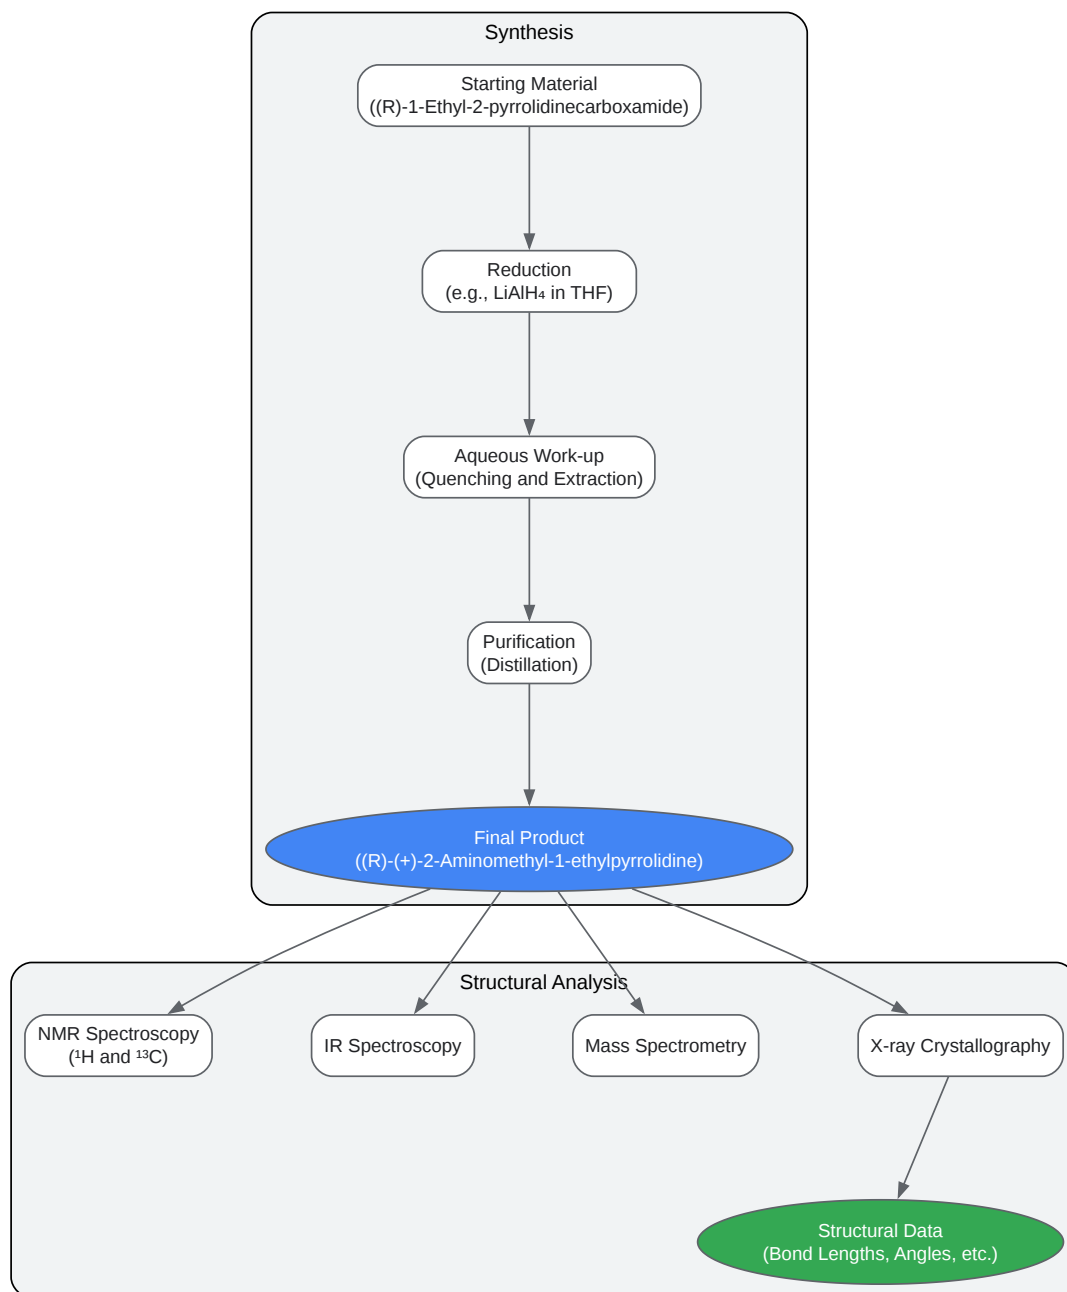 Synthesis
Starting Material
((R)-1-Ethyl-2-pyrrolidinecarboxamide)
Reduction
(e.g., LiAlH₄ in THF)
Aqueous Work-up
(Quenching and Extraction)
Purification
(Distillation)
Final Product
((R)-(+)-2-Aminomethyl-1-ethylpyrrolidine)
Structural Analysis
NMR Spectroscopy
(¹H and ¹³C)
IR Spectroscopy
Mass Spectrometry
X-ray Crystallography
Structural Data
(Bond Lengths, Angles, etc.)